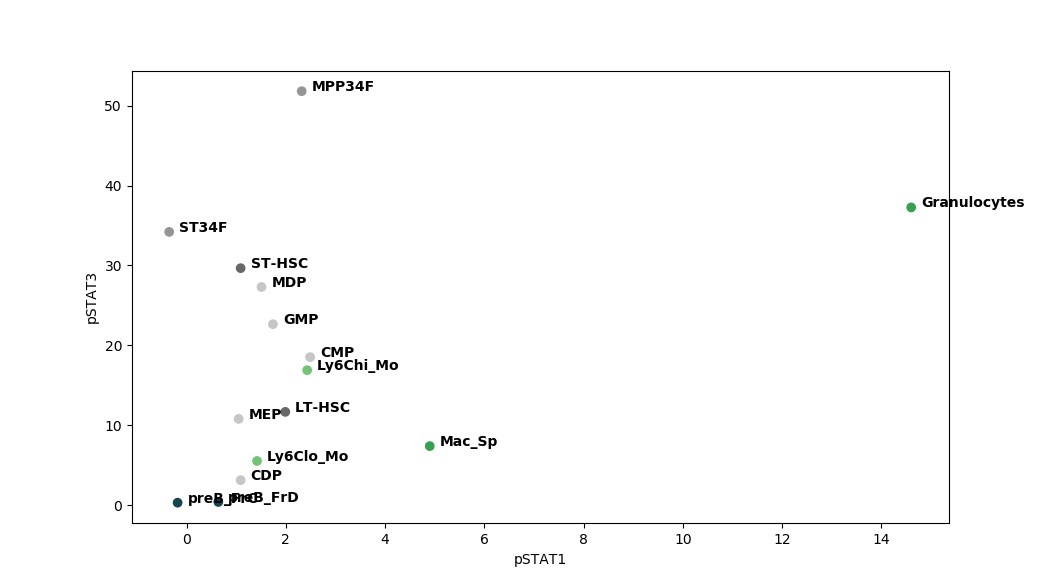 MPP34F
50
40
Granulocytes
ST34F
30
ST-HSC
MDP
pSTAT3
GMP
20
CMP
Ly6Chi_Mo
10
MEP
LT-HSC
Mac_Sp
Ly6Clo_Mo
CDP
preB_FrC
preB_FrD
0
0 2 4 6 8 10 12 14
pSTAT1